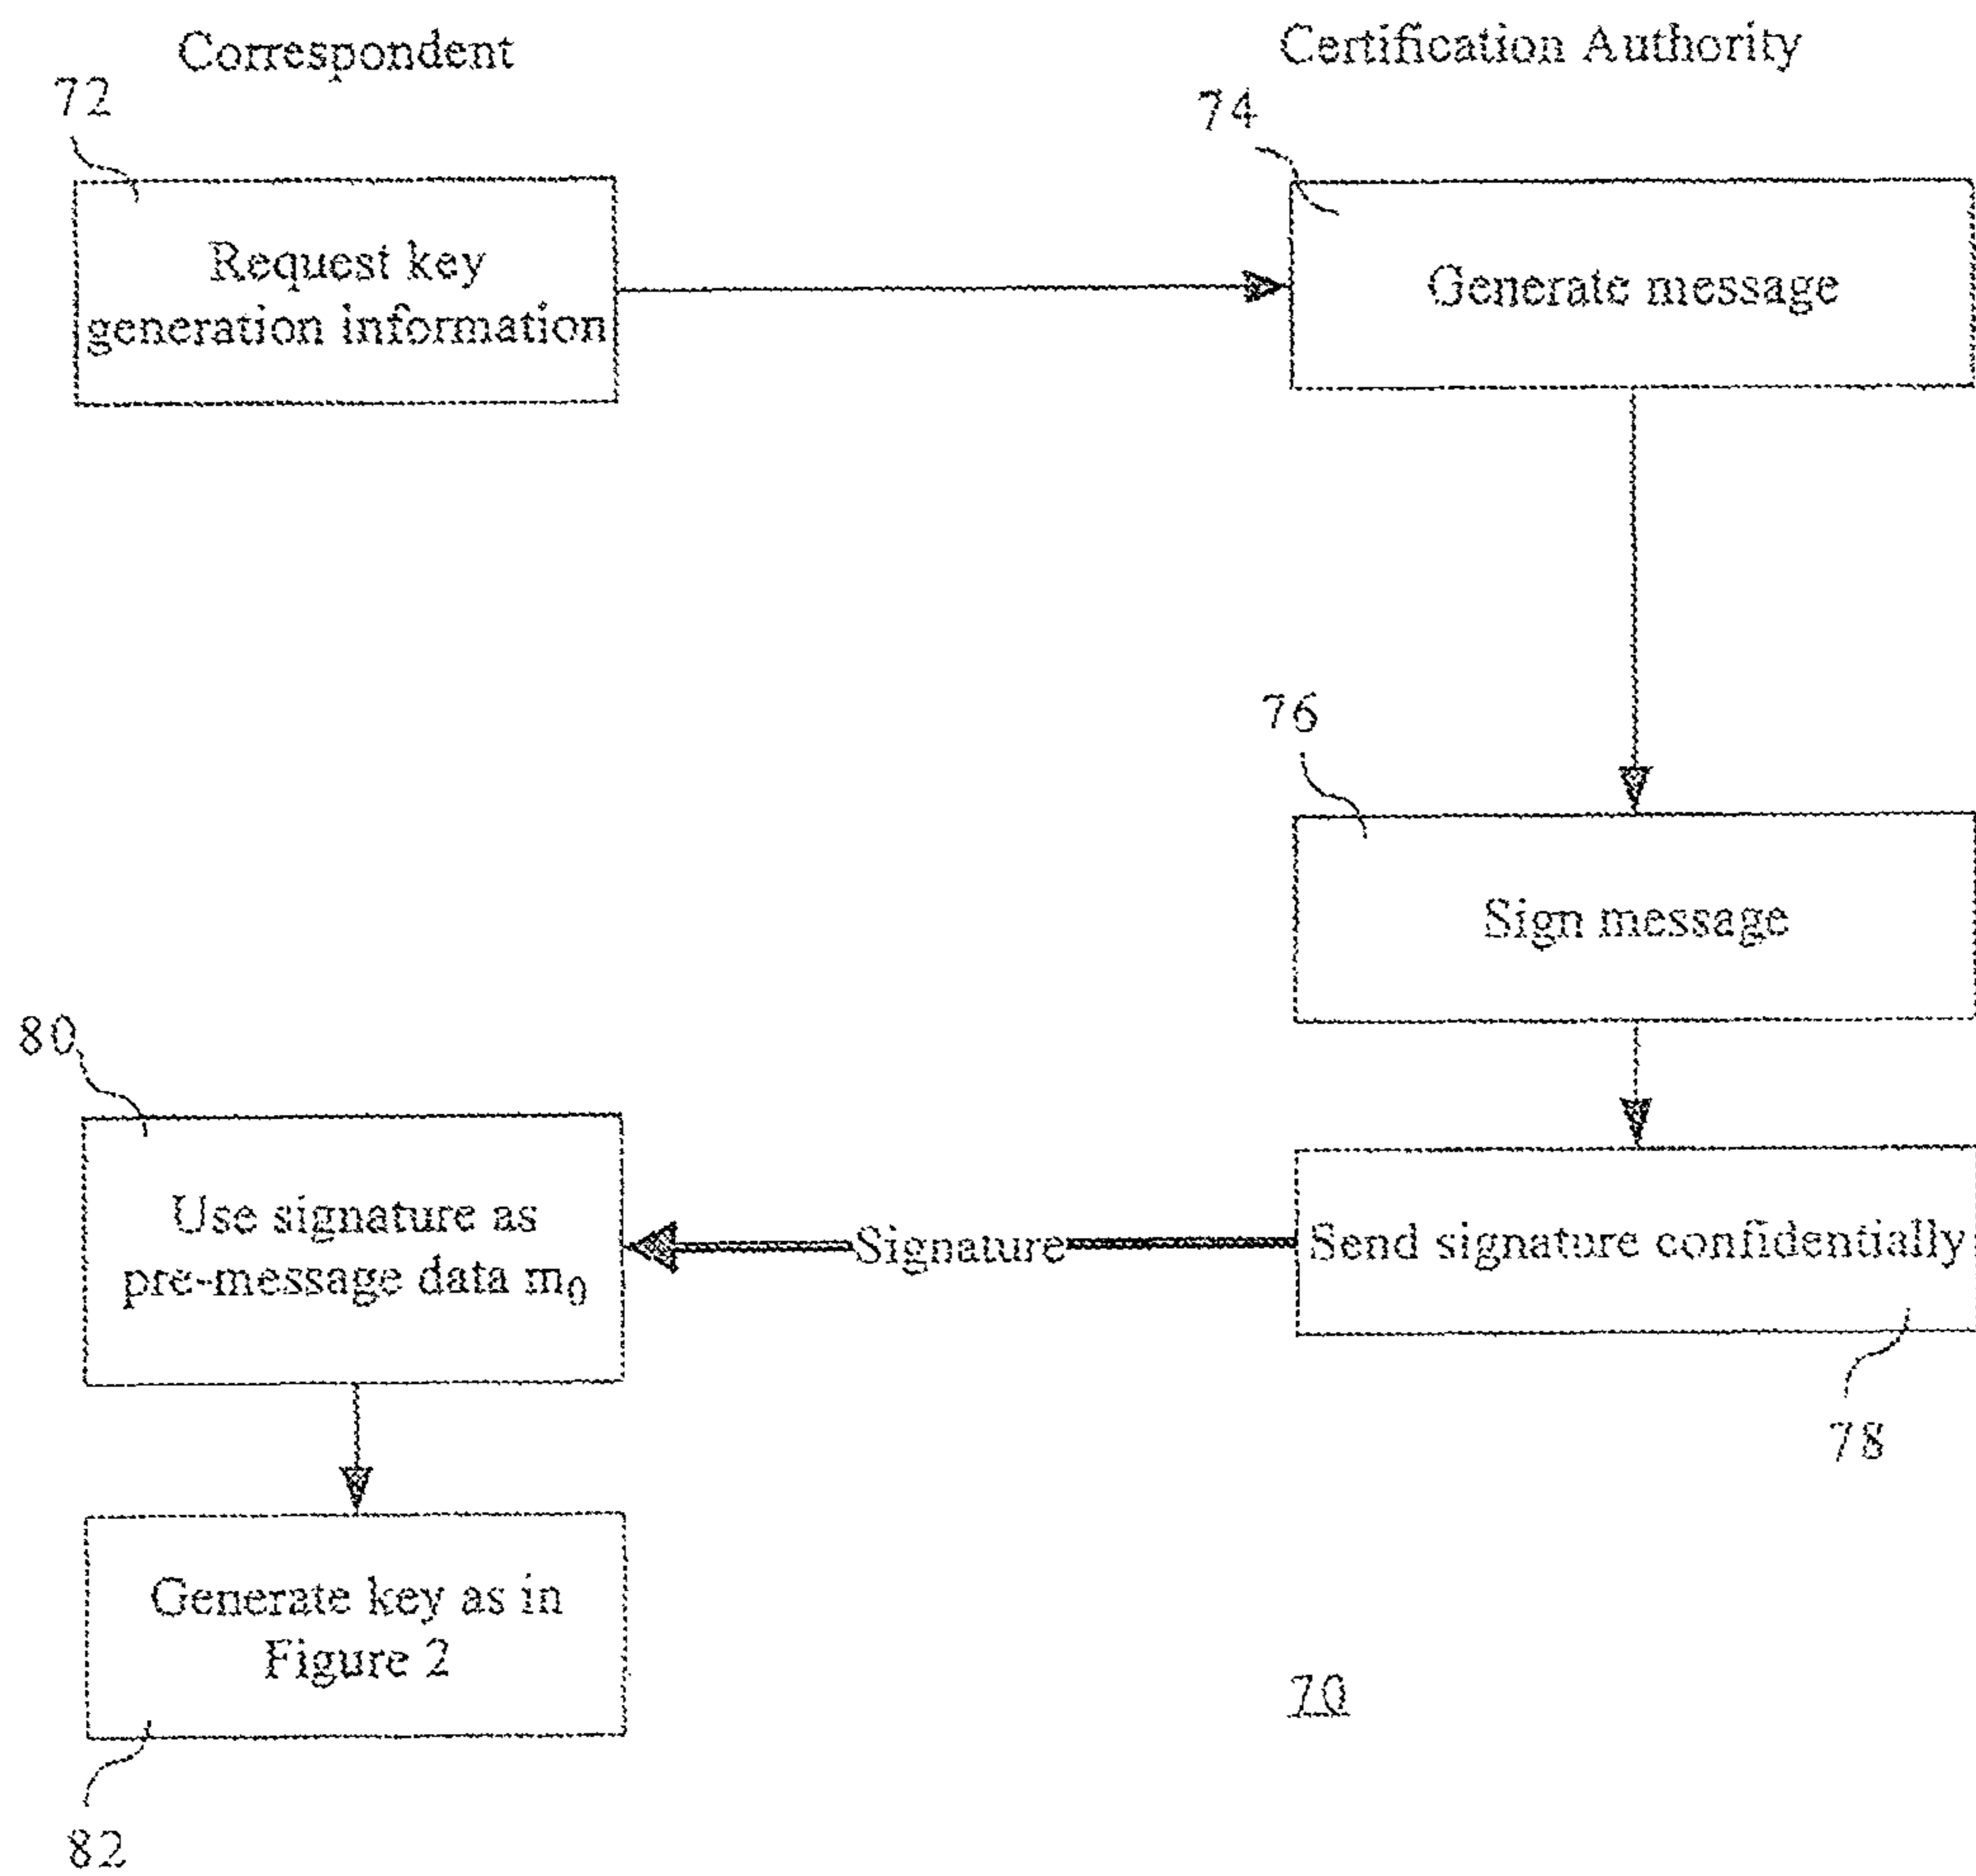 Correspondent
Certification Authority
72
74
Request key
generation information
Generate message
76
Sign message
80
Use signature as
pre-message data m₀
Signature
Send signature confidentially
78
Generate key as in
Figure 2
70
82